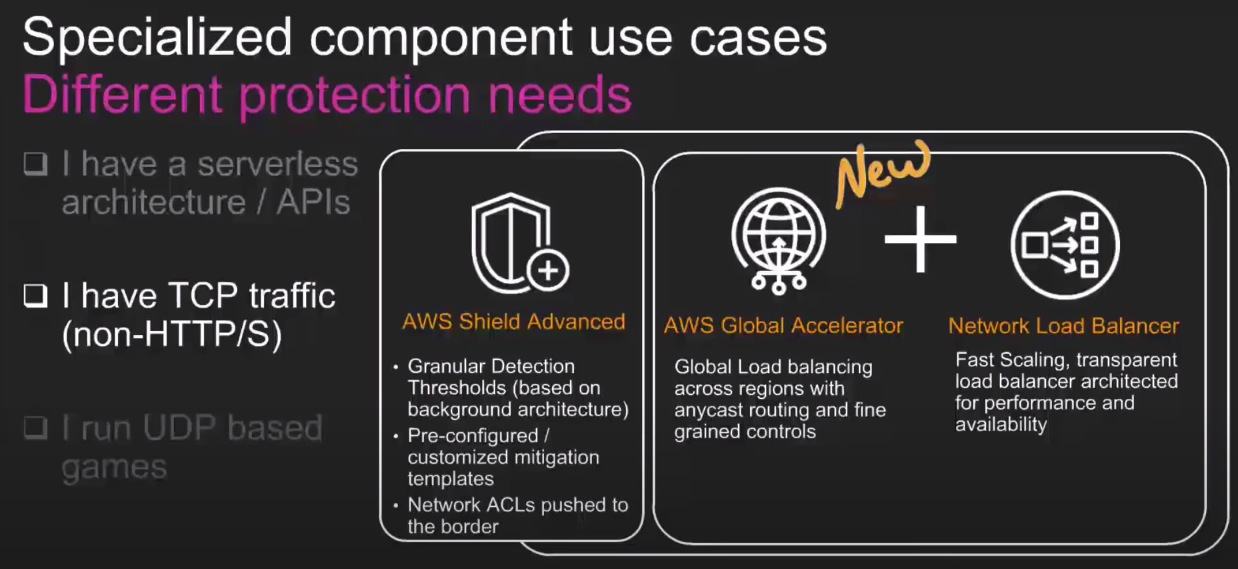 Specialized component use cases
Different protection needs
❑ I have a serverless
architecture / APIs
❑ I have TCP traffic
(non-HTTP/S)
❑ I run UDP based
games
AWS Shield Advanced
• Granular Detection
Thresholds (based on
background architecture)
• Pre-configured /
customized mitigation
templates
• Network ACLs pushed to
the border
New
AWS Global Accelerator
Global Load balancing
across regions with
anycast routing and fine
grained controls
+
Network Load Balancer
Fast Scaling, transparent
load balancer architected
for performance and
availability